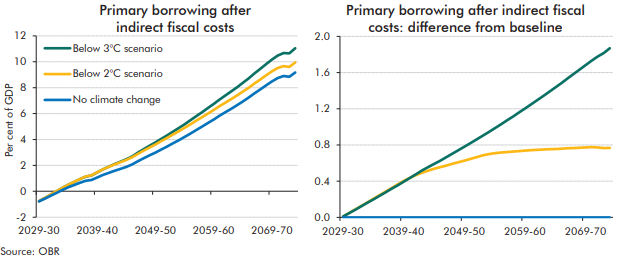 Primary borrowing after
indirect fiscal costs
12
10
8
6
4
2
0
-2
Per cent of GDP
Below 3°C scenario
Below 2°C scenario
No climate change
2029-30 2039-40 2049-50 2059-60 2069-70
Primary borrowing after indirect fiscal
costs: difference from baseline
2.0
1.6
1.2
0.8
0.4
0.0
2029-30 2039-40 2049-50 2059-60 2069-70
Source: OBR